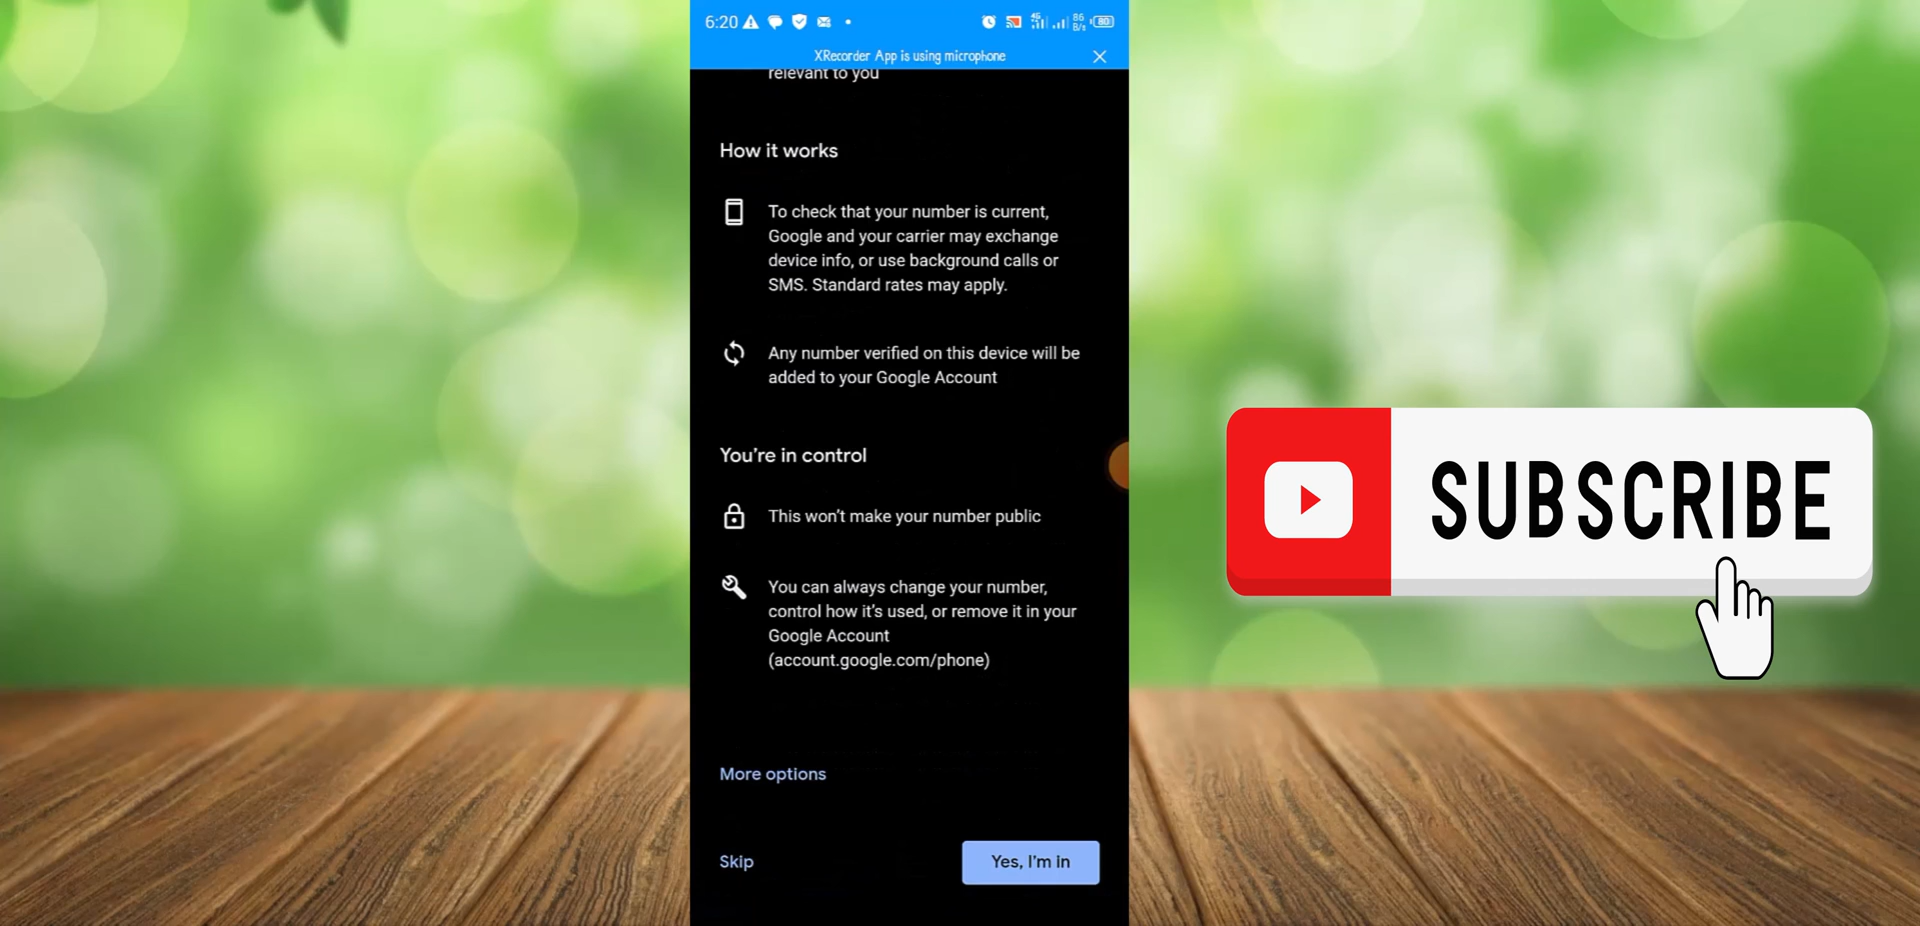 6:20
4G
86
B/s
80
XRecorder App is using microphone
relevant to you
How it works
To check that your number is current,
Google and your carrier may exchange
device info, or use background calls or
SMS. Standard rates may apply.
Any number verified on this device will be
added to your Google Account
You're in control
This won't make your number public
You can always change your number,
control how it's used, or remove it in your
Google Account
(account.google.com/phone)
More options
Skip
Yes, I'm in
SUBSCRIBE